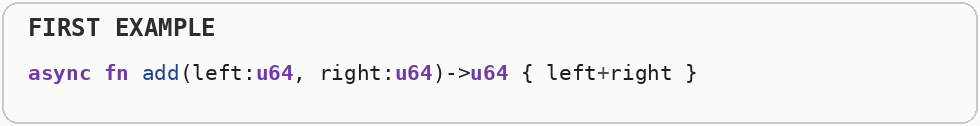 FIRST EXAMPLE
async fn add(left:u64, right:u64)->u64 { left+right }